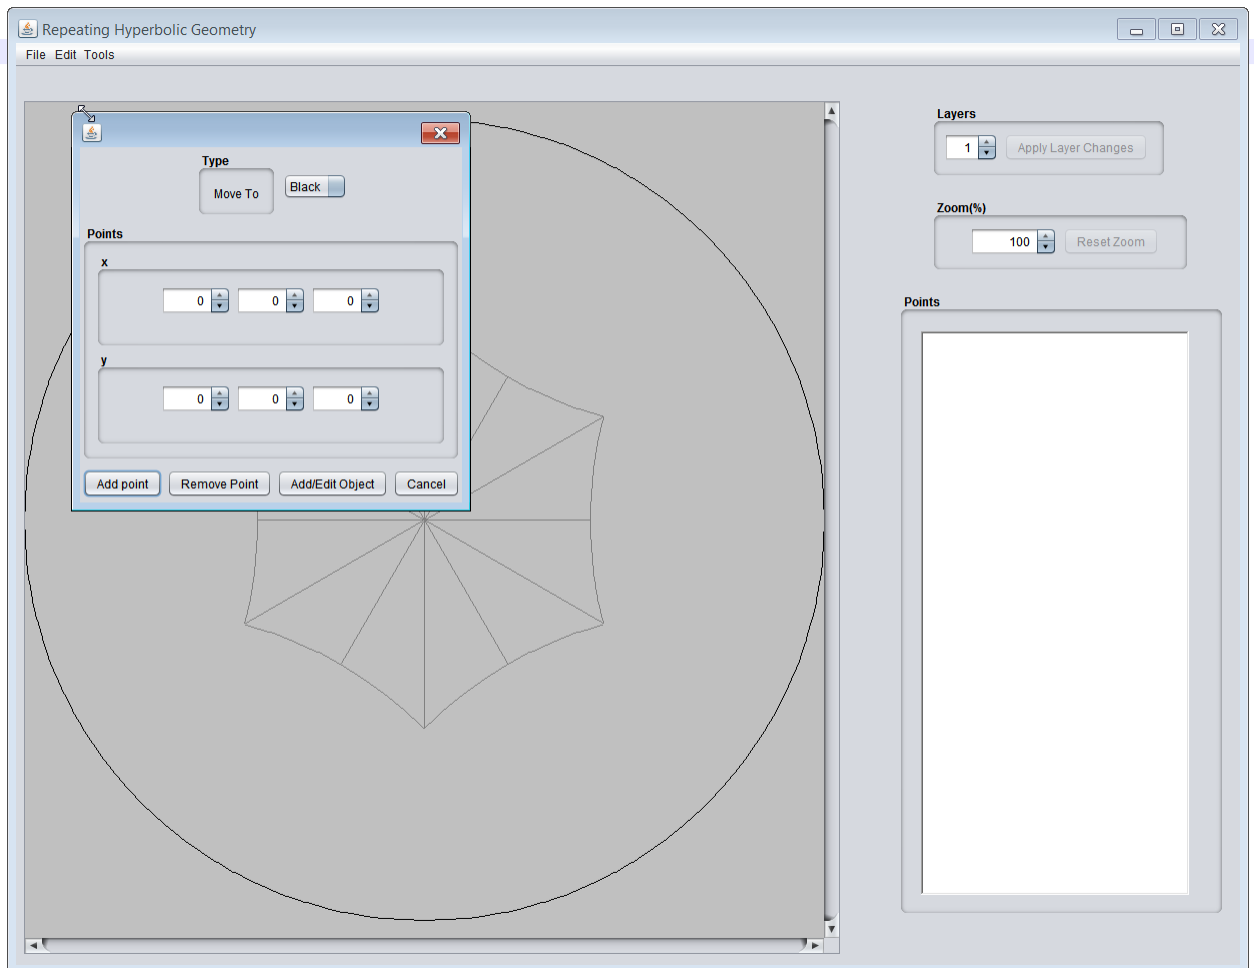 Repeating Hyperbolic Geometry
File Edit Tools
Type
Move To
Black
Points
x
0 0 0
y
0 0 0
Add point Remove Point Add/Edit Object Cancel
Layers
1 Apply Layer Changes
Zoom(%)
100 Reset Zoom
Points